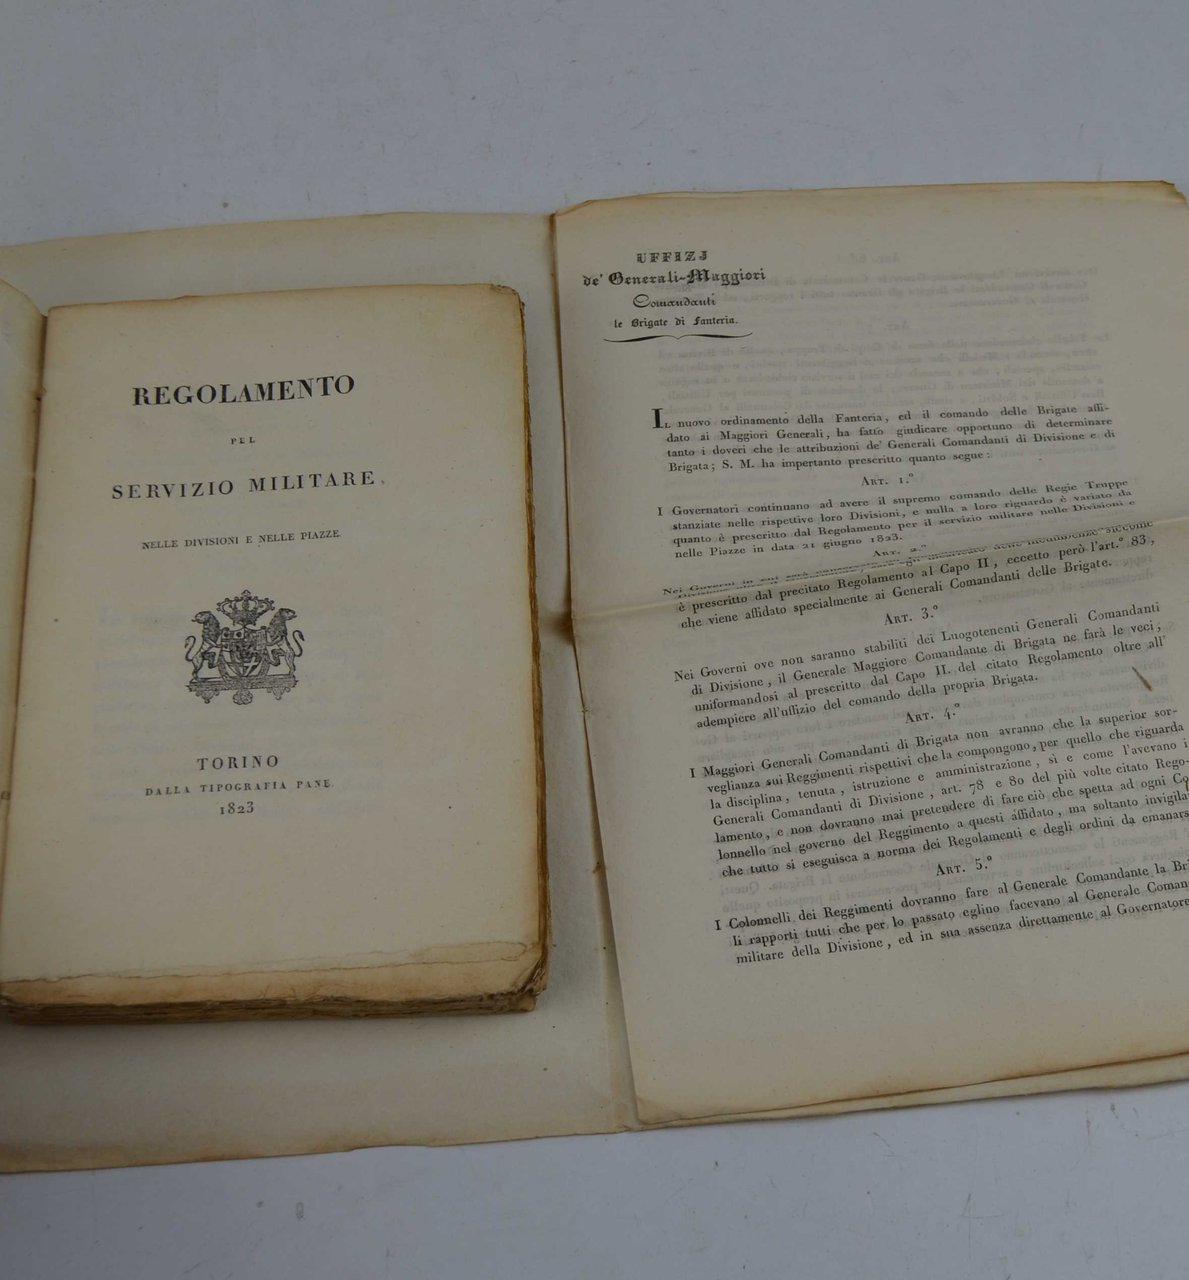 REGOLAMENTO
PEL
SERVIZIO MILITARE
NELLE DIVISIONI E NELLE PIAZZE.
TORINO
DALLA TIPOGRAFIA PANE.
1823
UFFIZJ
de' Generali-Maggiori
Comandanti
le Brigate di Fanteria.
IL nuovo ordinamento della Fanteria, ed il comando delle Brigate affi-
dato ai Maggiori Generali, ha fatto giudicare opportuno di determinare
tanto i doveri che le attribuzioni de' Generali Comandanti di Divisione e di
Brigata; S. M. ha impertanto prescritto quanto segue:
ART. 1.º
I Governatori continuano ad avere il supremo comando delle Regie Truppe
stanziate nelle rispettive loro Divisioni, e nulla a loro riguardo è variato da
quanto è prescritto dal Regolamento per il servizio militare nelle Divisioni e
nelle Piazze in data 21 giugno 1823.
ART. 2.º
Nei Governi in cui
siccome
è prescritto dal precitato Regolamento al Capo II, eccetto però l'art.º 83,
che viene affidato specialmente ai Generali Comandanti delle Brigate.
ART. 3.º
Nei Governi ove non saranno stabiliti dei Luogotenenti Generali Comandanti
di Divisione, il Generale Maggiore Comandante di Brigata ne farà le veci,
uniformandosi al prescritto dal Capo II. del citato Regolamento oltre all'
adempiere all'uffizio del comando della propria Brigata.
ART. 4.º
I Maggiori Generali Comandanti di Brigata non avranno che la superior sor-
veglianza sui Reggimenti rispettivi che la compongono, per quello che riguarda
la disciplina, tenuta, istruzione e amministrazione, sì e come l'avevano i
Generali Comandanti di Divisione, art. 78 e 80 del più volte citato Rego-
lamento, e non dovranno mai pretendere di fare ciò che spetta ad ogni Co
lonnello nel governo del Reggimento a questi affidato, ma soltanto invigila
che tutto si eseguisca a norma dei Regolamenti e degli ordini da emanars
ART. 5.º
I Colonnelli dei Reggimenti dovranno fare al Generale Comandante la Bri
li rapporti tutti che per lo passato eglino facevano al Generale Coman
militare della Divisione, ed in sua assenza direttamente al Governatore